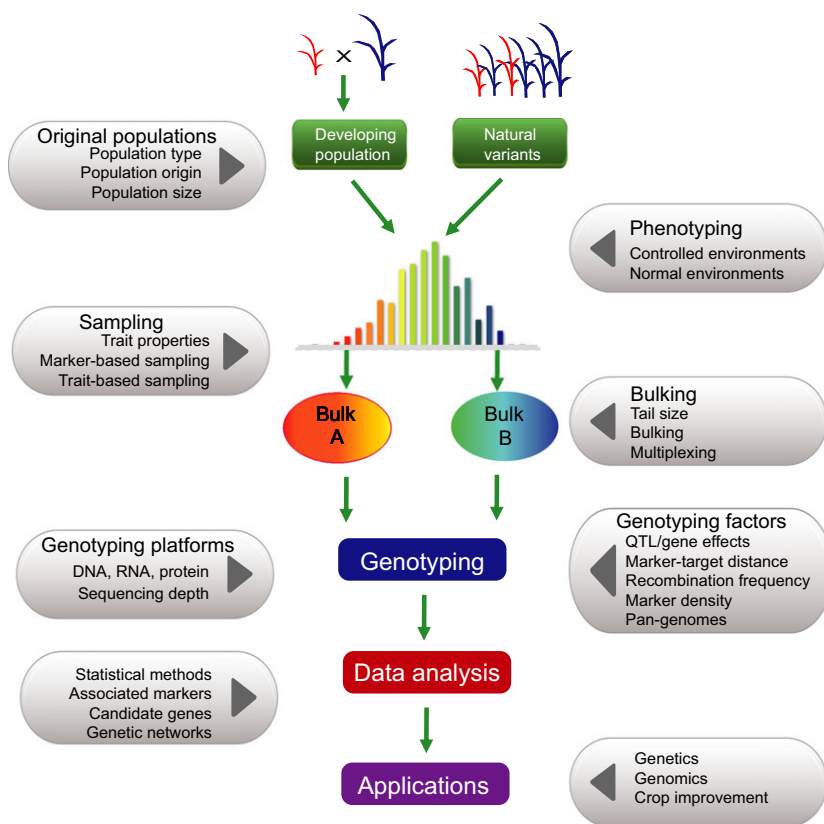 ×
Original populations
Population type
Population origin
Population size
Developing
population
Natural
variants
Phenotyping
Controlled environments
Normal environments
Sampling
Trait properties
Marker-based sampling
Trait-based sampling
Bulk
A
Bulk
B
Bulking
Tail size
Bulking
Multiplexing
Genotyping platforms
DNA, RNA, protein
Sequencing depth
Genotyping
Genotyping factors
QTL/gene effects
Marker-target distance
Recombination frequency
Marker density
Pan-genomes
Statistical methods
Associated markers
Candidate genes
Genetic networks
Data analysis
Applications
Genetics
Genomics
Crop improvement